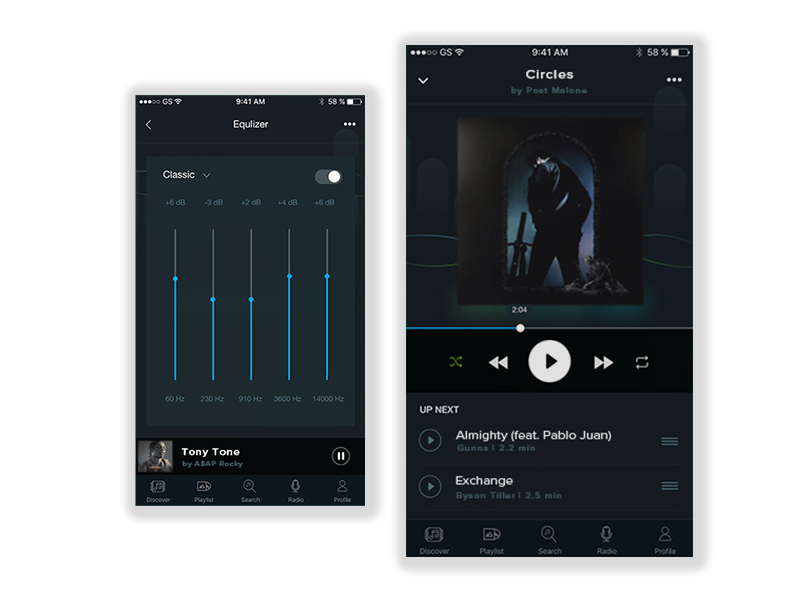 GS 9:41 AM 58 %
Equlizer
Classic
+6 dB -3 dB +2 dB +4 dB +6 dB
60 Hz 230 Hz 910 Hz 3600 Hz 14000 Hz
Tony Tone
by A$AP Rocky
Discover Playlist Search Radio Profile
GS 9:41 AM 58 %
Circles
by Post Malone
2:04
UP NEXT
Almighty (feat. Pablo Juan)
Gunna | 2.2 min
Exchange
Byson Tiller | 2.5 min
Discover Playlist Search Radio Profile